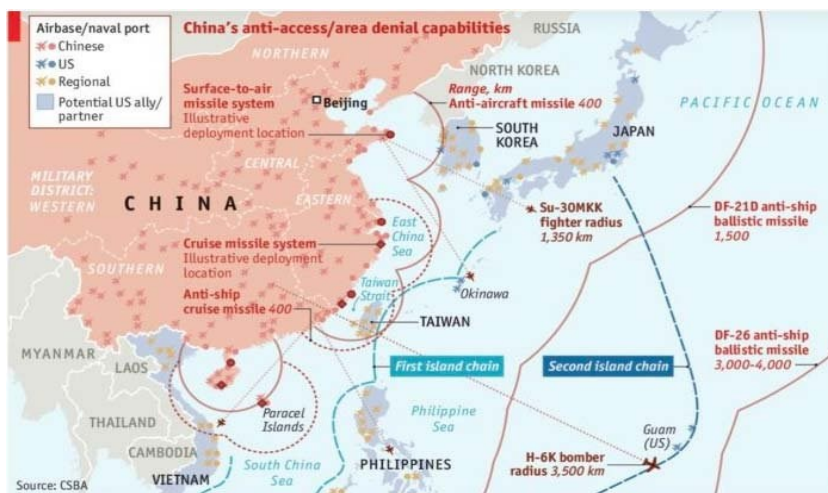 Airbase/naval port
Chinese
US
Regional
Potential US ally/
partner
China's anti-access/area denial capabilities
RUSSIA
NORTHERN
NORTH KOREA
Surface-to-air
missile system
Illustrative
deployment location
Beijing
Range, km
Anti-aircraft missile 400
PACIFIC OCEAN
SOUTH
KOREA
JAPAN
MILITARY
DISTRICT:
WESTERN
CENTRAL
EASTERN
CHINA
East
China
Sea
Su-30MKK
fighter radius
1,350 km
DF-21D anti-ship
ballistic missile
1,500
Cruise missile system
Illustrative deployment
location
SOUTHERN
Taiwan
Strait
Okinawa
Anti-ship
cruise missile 400
TAIWAN
MYANMAR
LAOS
First island chain
Second island chain
DF-26 anti-ship
ballistic missile
3,000-4,000
THAILAND
Paracel
Islands
Philippine
Sea
Guam
(US)
CAMBODIA
VIETNAM
South China
Sea
PHILIPPINES
H-6K bomber
radius 3,500 km
Source: CSBA